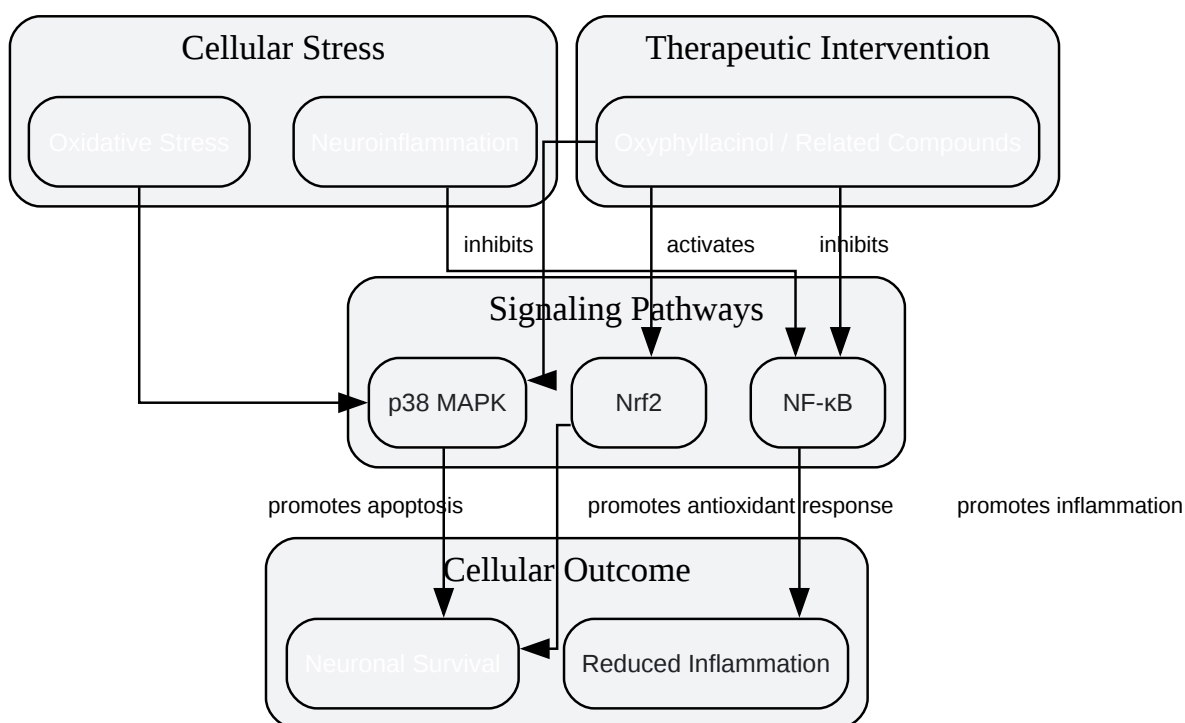 Cellular Stress
Therapeutic Intervention
Oxidative Stress
Neuroinflammation
Oxyphyllacinol / Related Compounds
inhibits
activates
inhibits
Signaling Pathways
p38 MAPK
Nrf2
NF-κB
promotes apoptosis
promotes antioxidant response
promotes inflammation
Cellular Outcome
Neuronal Survival
Reduced Inflammation